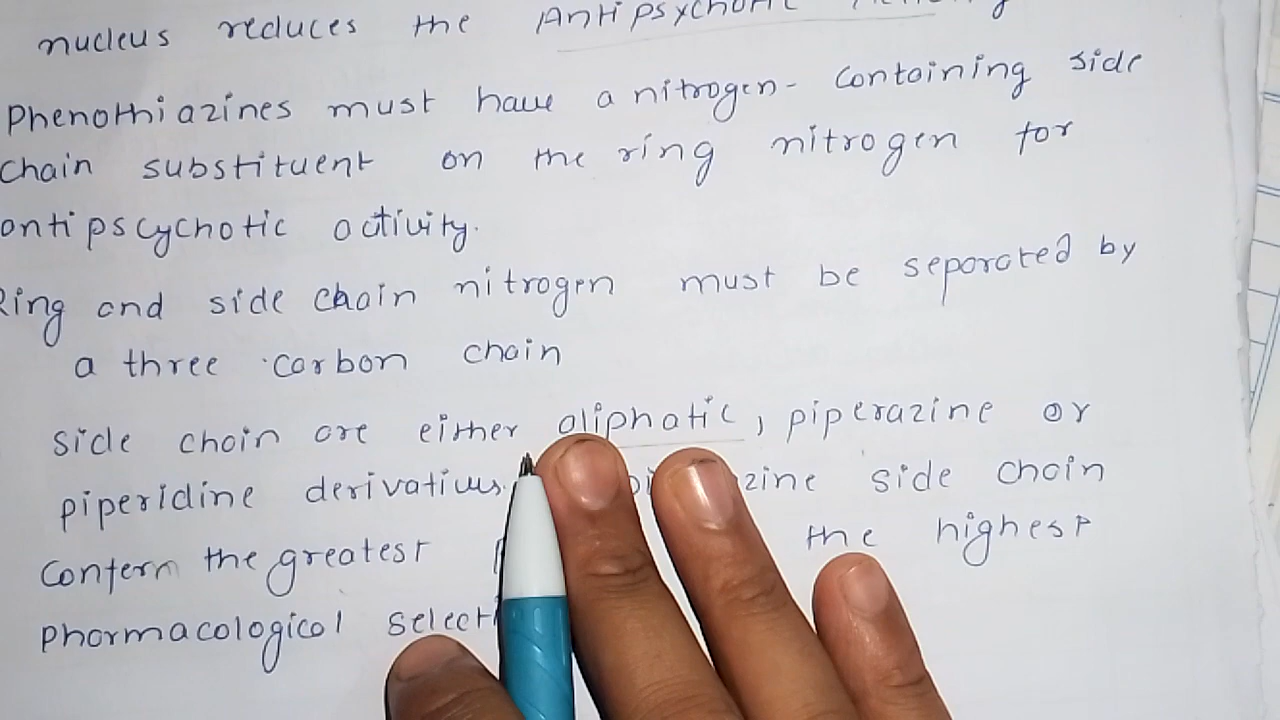 nucleus reduces the Antipsychotic
Phenothiazines must have a nitrogen- containing side
chain substituent on the ring nitrogen for
antipscychotic activity.
Ring and side chain nitrogen must be separated by
a three carbon chain
side chain are either aliphatic, piperazine or
piperidine derivatives. side chain
Confern the greatest the highest
pharmacological